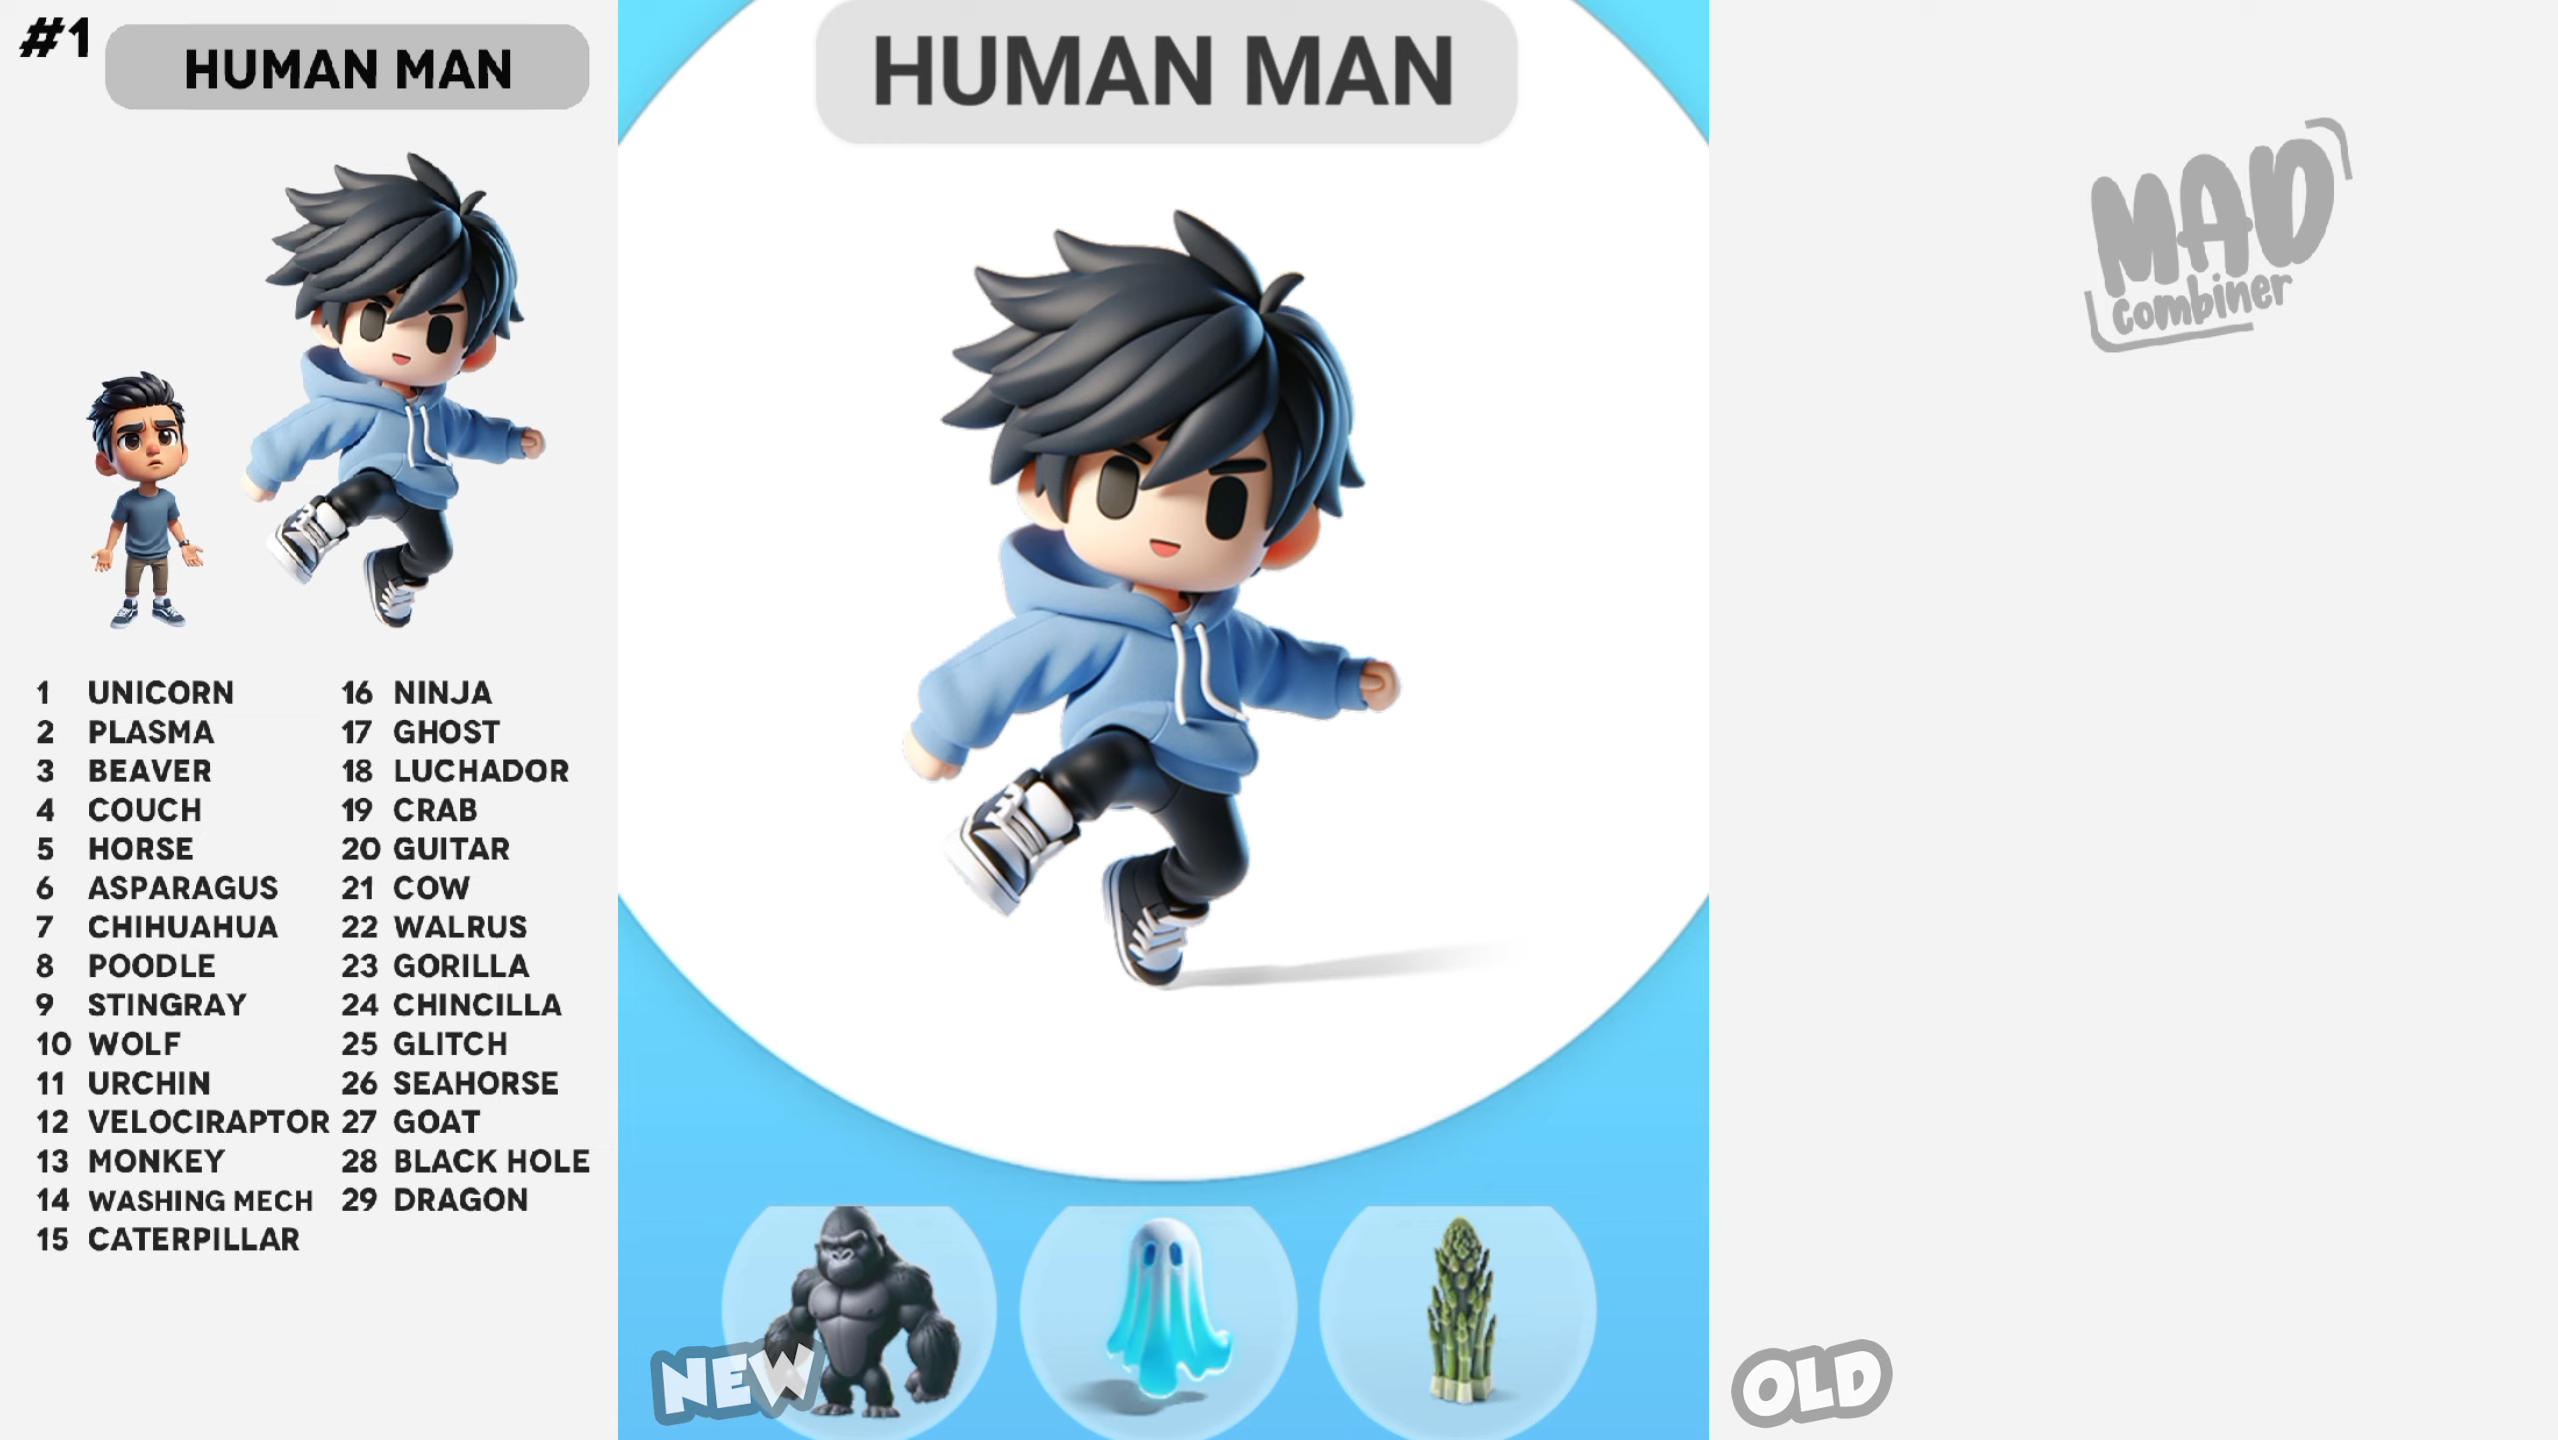 #1
HUMAN MAN
1 UNICORN
2 PLASMA
3 BEAVER
4 COUCH
5 HORSE
6 ASPARAGUS
7 CHIHUAHUA
8 POODLE
9 STINGRAY
10 WOLF
11 URCHIN
12 VELOCIRAPTOR
13 MONKEY
14 WASHING MECH
15 CATERPILLAR
16 NINJA
17 GHOST
18 LUCHADOR
19 CRAB
20 GUITAR
21 COW
22 WALRUS
23 GORILLA
24 CHINCILLA
25 GLITCH
26 SEAHORSE
27 GOAT
28 BLACK HOLE
29 DRAGON
HUMAN MAN
NEW
MAD
combiner
OLD